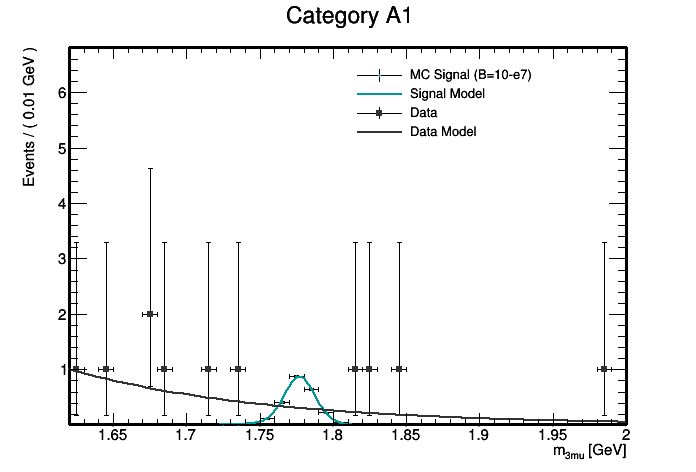 Category A1
Events / ( 0.01 GeV )
MC Signal (B=10-e7)
Signal Model
Data
Data Model
6
5
4
3
2
1
1.65 1.7 1.75 1.8 1.85 1.9 1.95 2
m3mu [GeV]